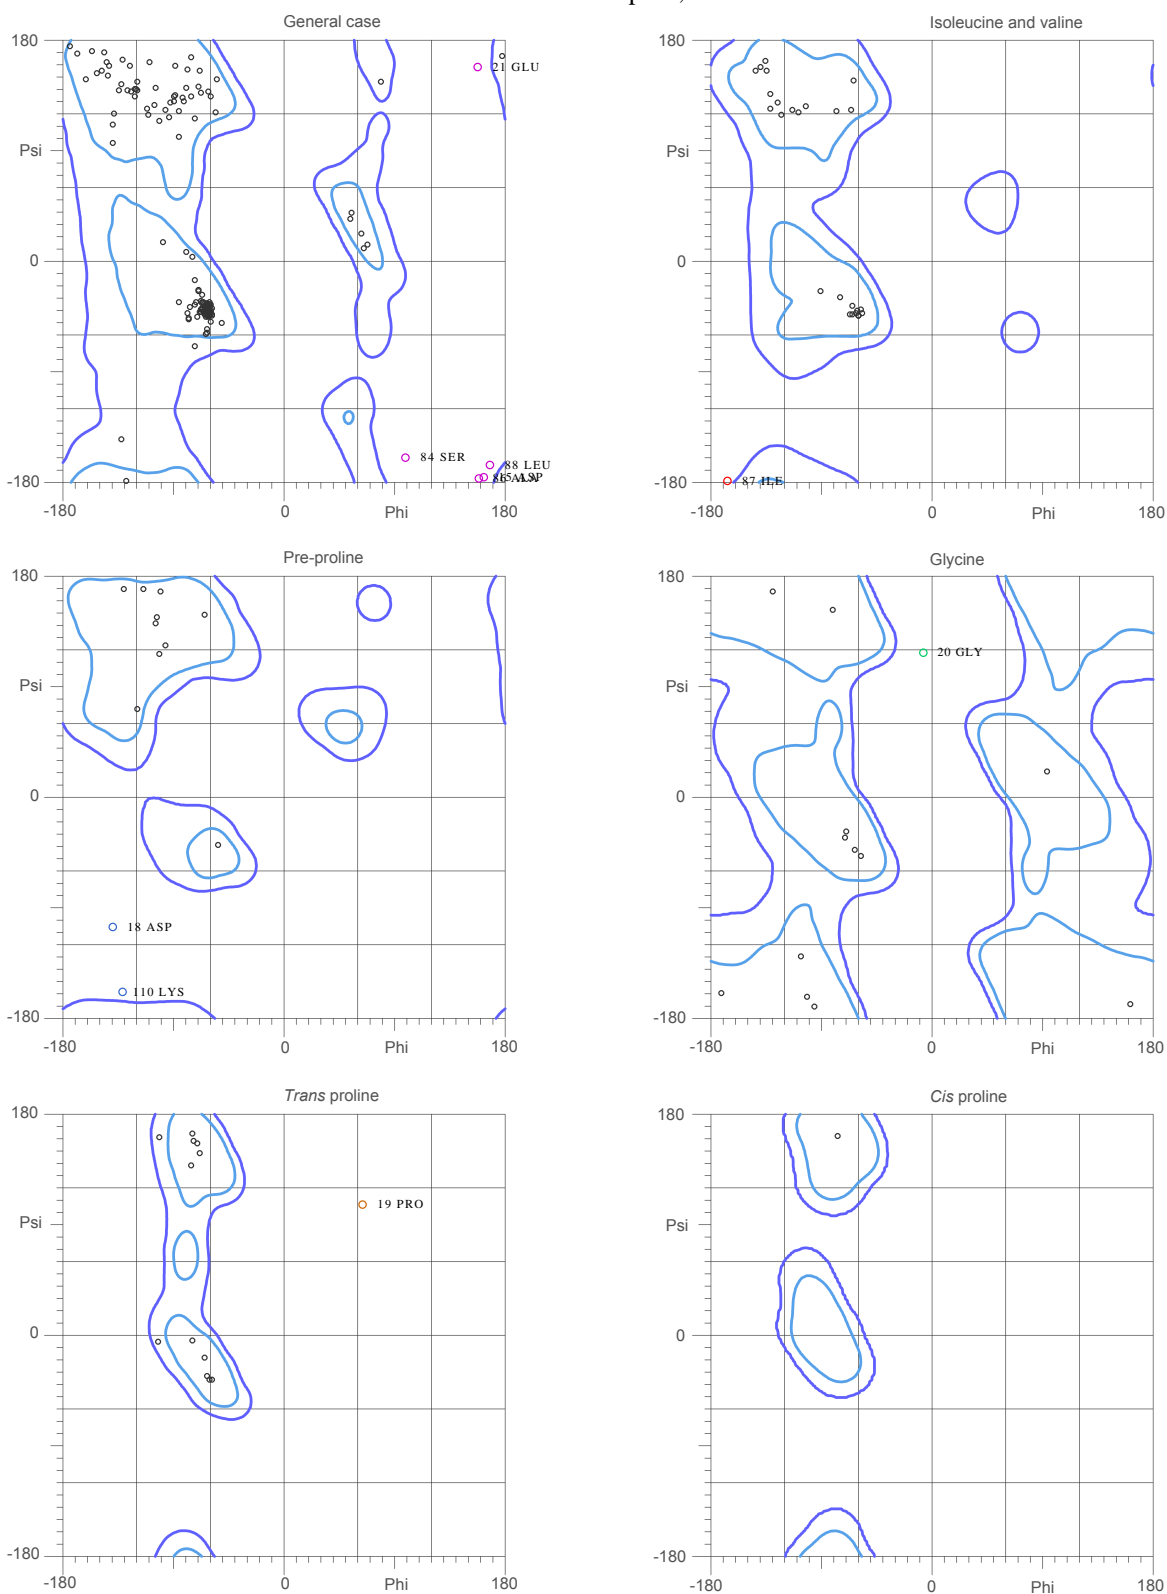 General case
Isoleucine and valine
180
21 GLU
Psi
0
84 SER
88 LEU
-180
-180
0
Phi
180
180
Psi
0
-180
87 ILE
-180
0
Phi
180
Pre-proline
Glycine
180
Psi
0
18 ASP
110 LYS
-180
-180
0
Phi
180
180
20 GLY
Psi
0
-180
-180
0
Phi
180
Trans proline
Cis proline
180
19 PRO
Psi
0
-180
-180
0
Phi
180
180
Psi
0
-180
-180
0
Phi
180